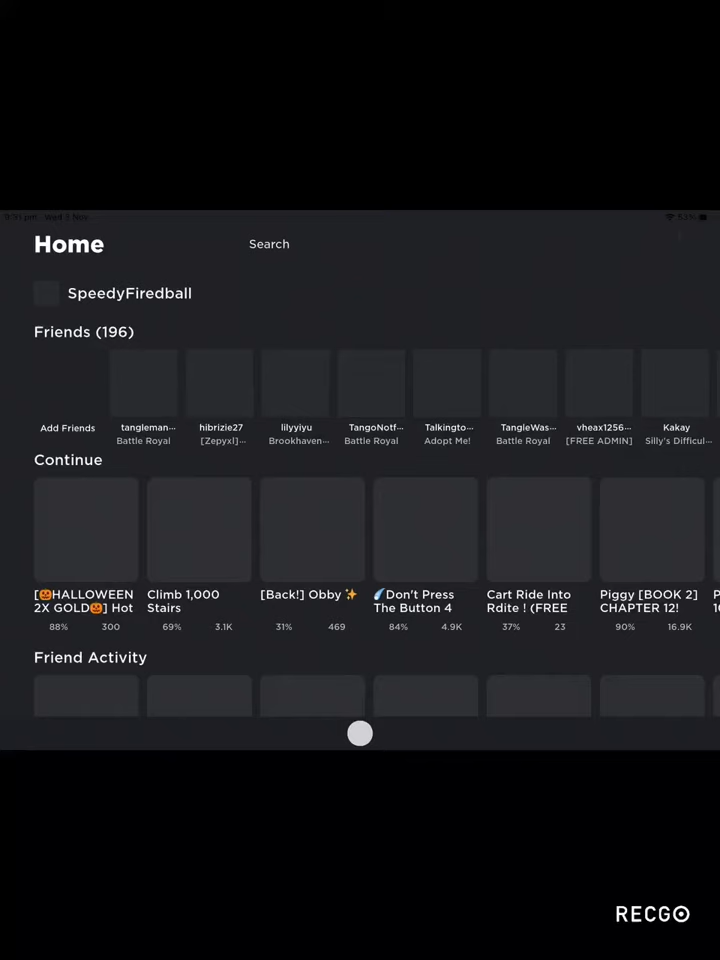 53%
Home
Search
SpeedyFiredball
Friends (196)
Add Friends
tangleman...
hibrizie27
lilyyiyu
TangoNotf...
Talkingto...
TangleWas...
vheax1256...
Kakay
Battle Royal
[Zepyxl]...
Brookhaven...
Battle Royal
Adopt Me!
Battle Royal
[FREE ADMIN]
Silly's Difficul...
Continue
[🎃HALLOWEEN
2X GOLD🎃] Hot
88% 300
Climb 1,000
Stairs
69% 3.1K
[Back!] Obby ✨
31% 469
Don't Press
The Button 4
84% 4.9K
Cart Ride Into
Rdite ! (FREE
37% 23
Piggy [BOOK 2]
CHAPTER 12!
90% 16.9K
Friend Activity
RECGO